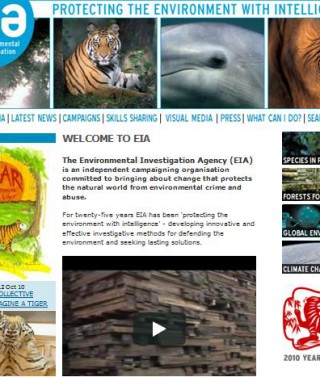 PROTECTING THE ENVIRONMENT WITH INTELLIG
mental
ation
IA | LATEST NEWS | CAMPAIGNS | SKILLS SHARING | VISUAL MEDIA | PRESS | WHAT CAN I DO? | SEA
WELCOME TO EIA
The Environmental Investigation Agency (EIA)
is an independent campaigning organisation
committed to bringing about change that protects
the natural world from environmental crime and
abuse.
For twenty-five years EIA has been 'protecting the
environment with intelligence' - developing innovative and
effective investigative methods for defending the
environment and seeking lasting solutions.
AR
2 Oct 10
OLLECTIVE
AGINE A TIGER
SPECIES IN P
FORESTS FO
GLOBAL ENV
CLIMATE CHA
2010 YEAR